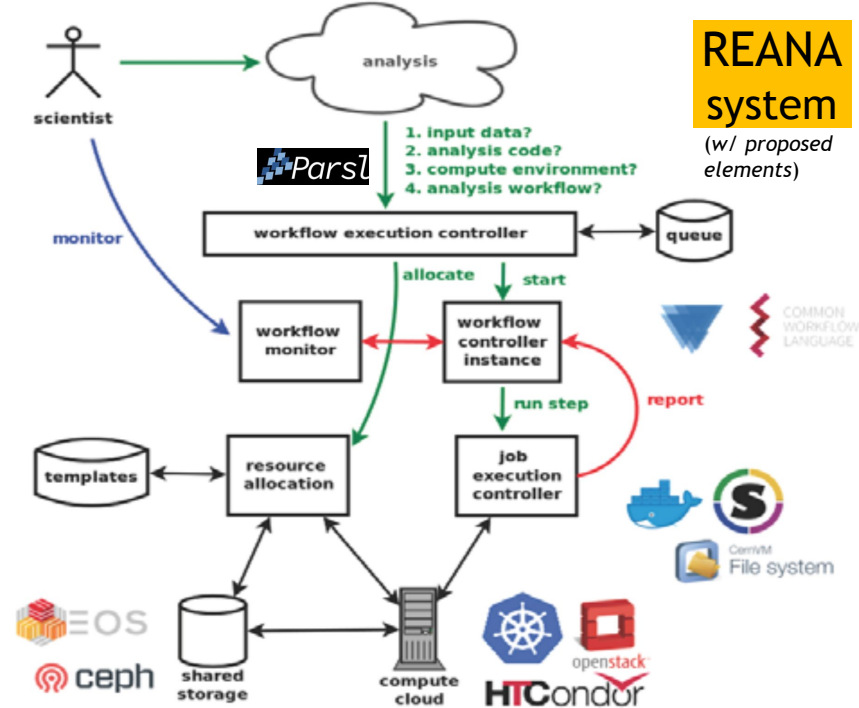 REANA
system
(w/ proposed
elements)
analysis
scientist
1. input data?
2. analysis code?
3. compute environment?
4. analysis workflow?
Parsl
workflow execution controller
queue
monitor
allocate
start
workflow
monitor
workflow
controller
instance
COMMON
WORKFLOW
LANGUAGE
run step
report
templates
resource
allocation
job
execution
controller
S
CernVM
File system
EOS
ceph
shared
storage
compute
cloud
openstack
HTCondor